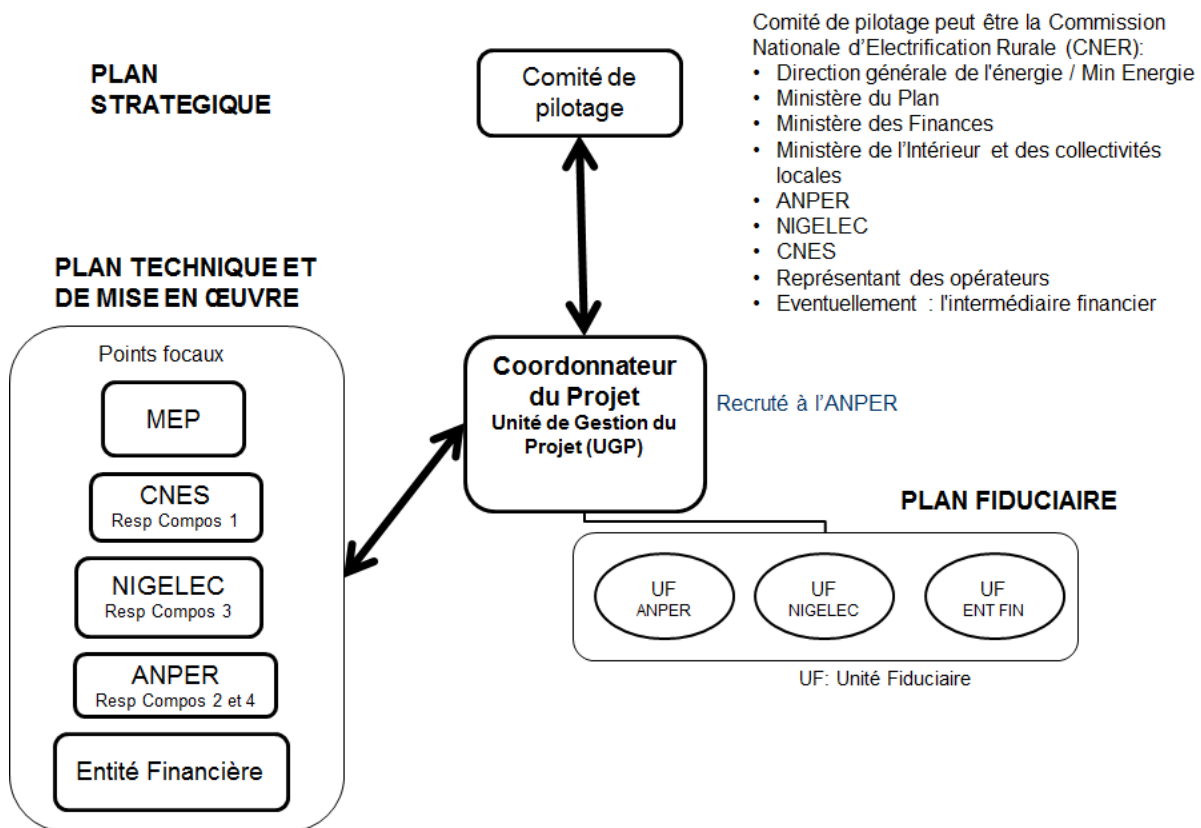 PLAN
STRATEGIQUE
Comité de
pilotage
Comité de pilotage peut être la Commission
Nationale d'Electrification Rurale (CNER):
• Direction générale de l'énergie / Min Energie
• Ministère du Plan
• Ministère des Finances
• Ministère de l'Intérieur et des collectivités
locales
• ANPER
• NIGELEC
• CNES
• Représentant des opérateurs
• Eventuellement : l'intermédiaire financier
PLAN TECHNIQUE ET
DE MISE EN ŒUVRE
Points focaux
MEP
CNES
Resp Compos 1
NIGELEC
Resp Compos 3
ANPER
Resp Compos 2 et 4
Entité Financière
Coordonnateur
du Projet
Unité de Gestion du
Projet (UGP)
Recruté à l'ANPER
PLAN FIDUCIAIRE
UF
ANPER
UF
NIGELEC
UF
ENT FIN
UF: Unité Fiduciaire